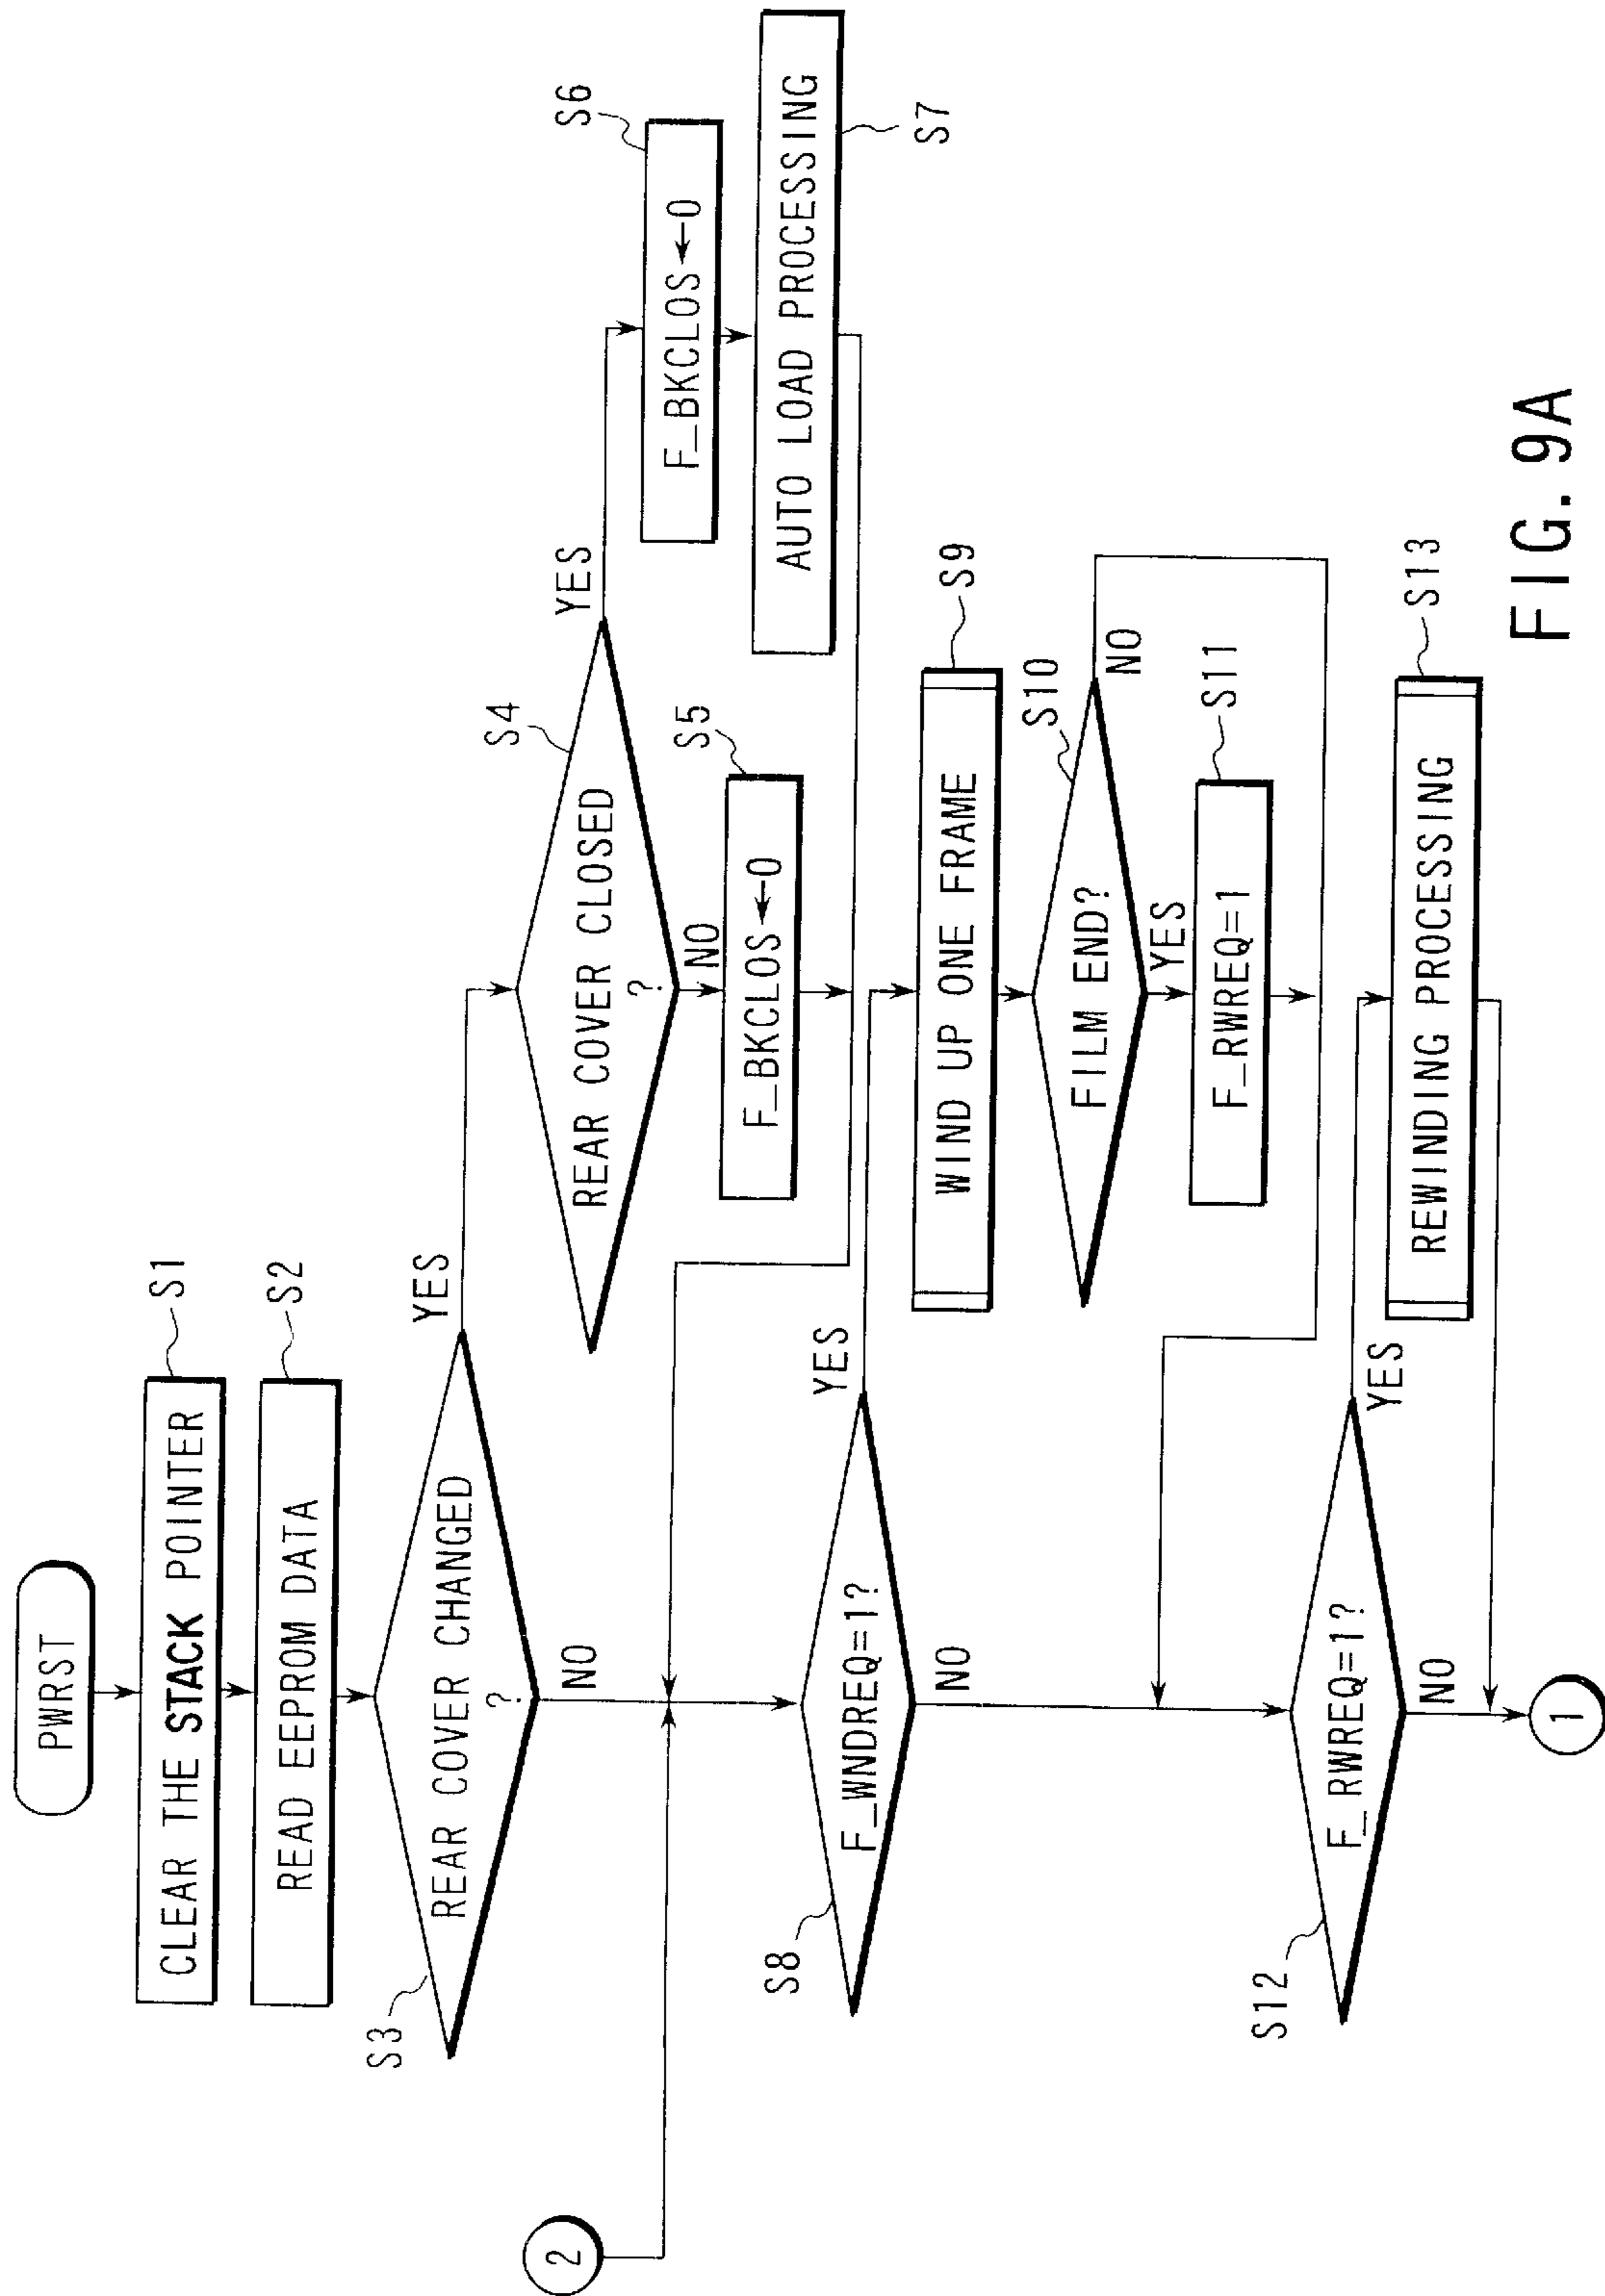 PWRST
CLEAR THE STACK POINTER
S1
READ EEPROM DATA
S2
REAR COVER CHANGED
?
S3
YES
NO
REAR COVER CLOSED
?
S4
YES
NO
F_BKCLOS←0
S5
F_BKCLOS←0
S6
AUTO LOAD PROCESSING
S7
2
F_WNDREQ=1?
S8
YES
NO
WIND UP ONE FRAME
S9
FILM END?
S10
NO
YES
F_RWREQ=1
S11
F_RWREQ=1?
S12
YES
NO
REWINDING PROCESSING
S13
1
FIG. 9A